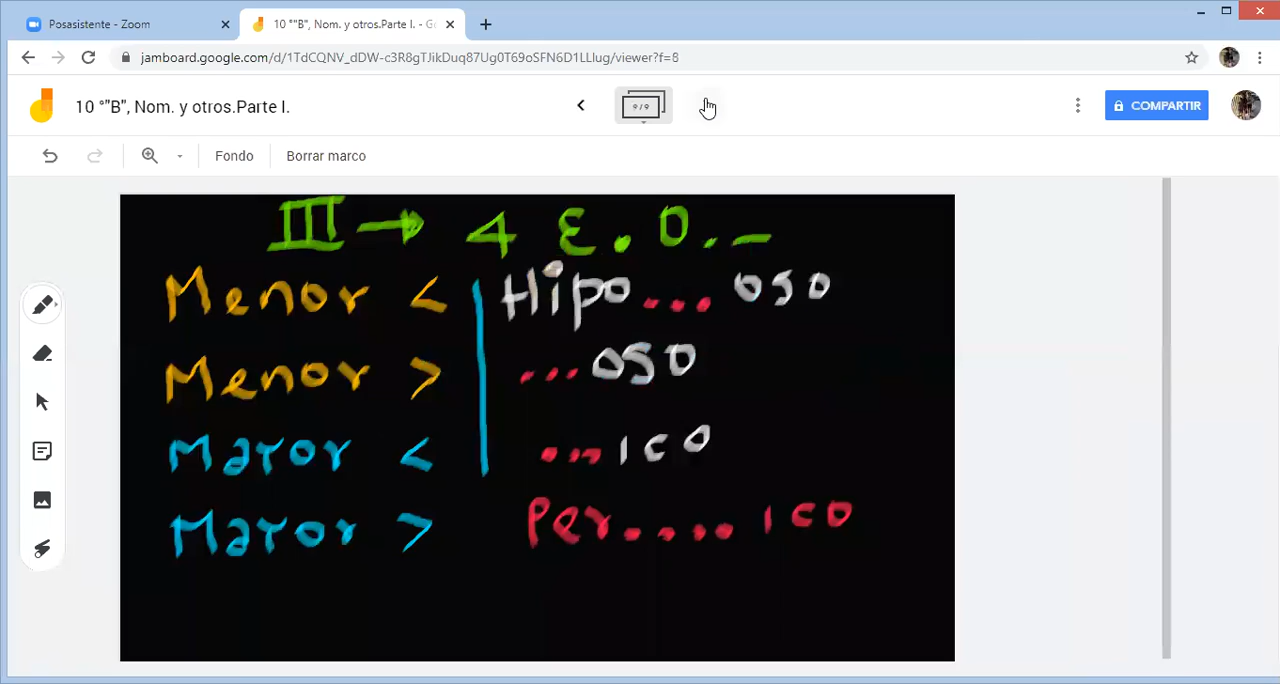 Posasistente - Zoom
10 °"B", Nom. y otros.Parte I. - Go
jamboard.google.com/d/1TdCQNV_dDW-c3R8gTJikDuq87Ug0T69oSFN6D1LLlug/viewer?f=8
10 °"B", Nom. y otros.Parte I.
9/9
COMPARTIR
Fondo
Borrar marco
III → 4 E.O.-
Menor < Hipo...oso
Menor > ...oso
Mayor < ...ico
Mayor > Per....ico